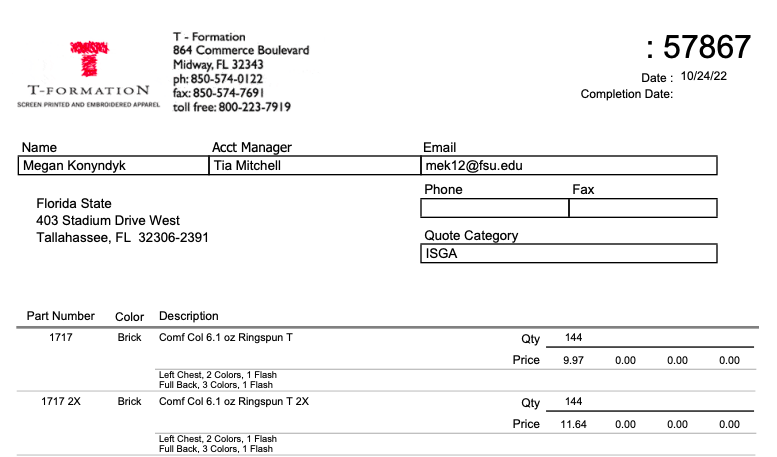 T-FORMATION
SCREEN PRINTED AND EMBROIDERED APPAREL
T - Formation
864 Commerce Boulevard
Midway, FL 32343
ph: 850-574-0122
fax: 850-574-7691
toll free: 800-223-7919
: 57867
Date : 10/24/22
Completion Date:
Name Acct Manager Email
Megan Konyndyk Tia Mitchell mek12@fsu.edu
Florida State
403 Stadium Drive West
Tallahassee, FL 32306-2391
Phone Fax
Quote Category
ISGA
Part Number Color Description
1717 Brick Comf Col 6.1 oz Ringspun T Qty 144
Price 9.97 0.00 0.00 0.00
Left Chest, 2 Colors, 1 Flash
Full Back, 3 Colors, 1 Flash
1717 2X Brick Comf Col 6.1 oz Ringspun T 2X Qty 144
Price 11.64 0.00 0.00 0.00
Left Chest, 2 Colors, 1 Flash
Full Back, 3 Colors, 1 Flash